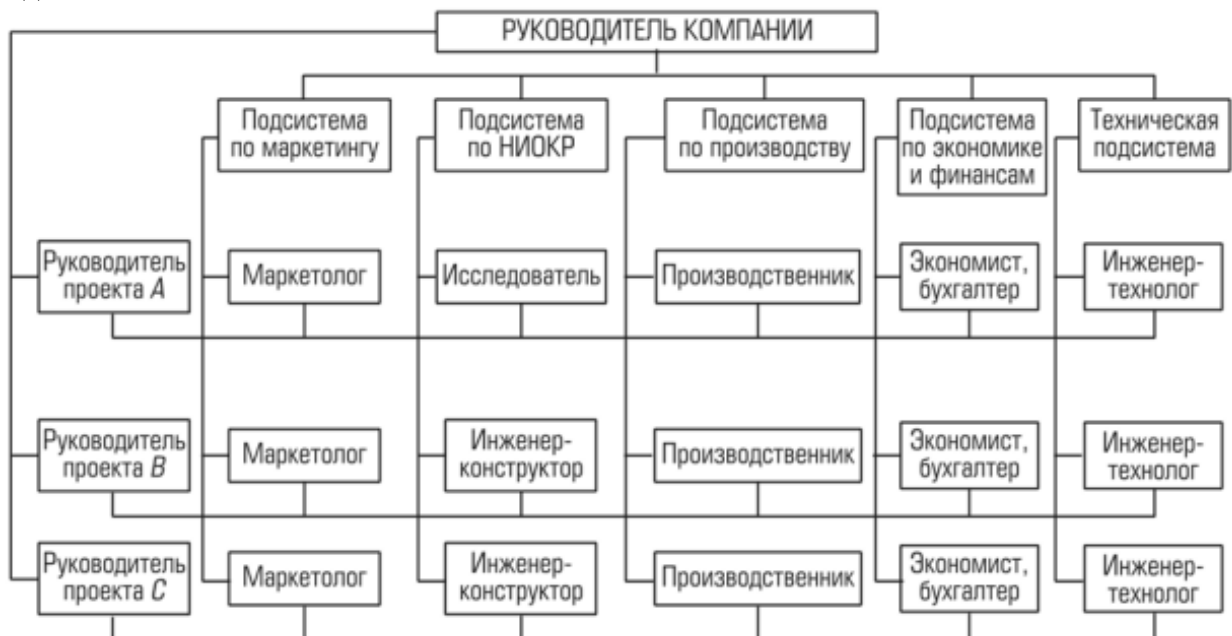 РУКОВОДИТЕЛЬ КОМПАНИИ
Подсистема
по маркетингу
Подсистема
по НИОКР
Подсистема
по производству
Подсистема
по экономике
и финансам
Техническая
подсистема
Руководитель
проекта А
Маркетолог
Исследователь
Производственник
Экономист,
бухгалтер
Инженер-
технолог
Руководитель
проекта В
Маркетолог
Инженер-
конструктор
Производственник
Экономист,
бухгалтер
Инженер-
технолог
Руководитель
проекта С
Маркетолог
Инженер-
конструктор
Производственник
Экономист,
бухгалтер
Инженер-
технолог